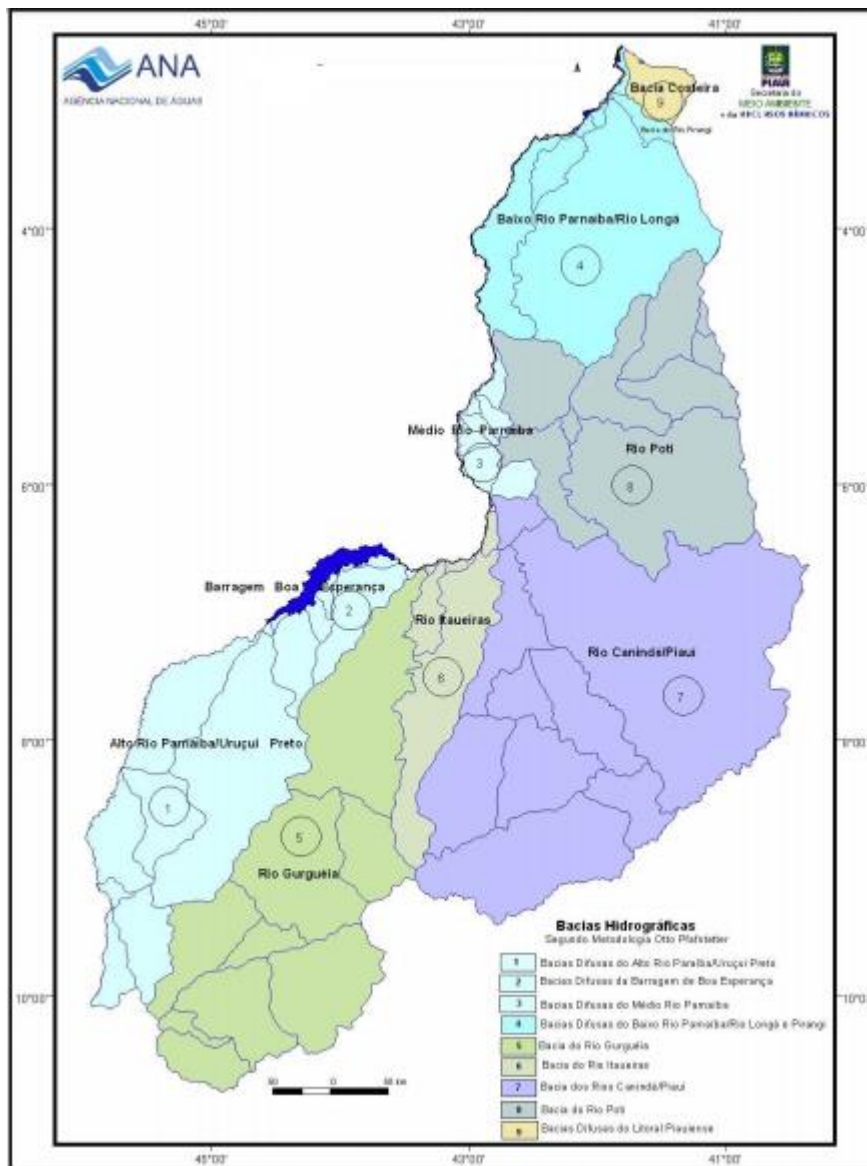 45°00' 43°00' 41°00'
ANA
AGÊNCIA NACIONAL DE ÁGUAS
PIAUÍ
Secretaria do
MEIO AMBIENTE
e dos RECURSOS HÍDRICOS
Bacia Costeira
9
Bacia do Rio Pirangi
4°00' 4°00'
Baixo Rio Parnaíba/Rio Longá
4
Médio Rio Parnaíba
3
Rio Poti
8
6°00' 6°00'
Barragem Boa Esperança
2
Rio Itaueiras
6
Rio Canindé/Piauí
7
8°00' 8°00'
Alto Rio Parnaíba/Uruçuí Preto
1
5
Rio Gurguéia
10°00' 10°00'
Bacias Hidrográficas
Segundo Metodologia Otto Pfafstetter
1 Bacias Difusas do Alto Rio Paraíba/Uruçuí Preto
2 Bacias Difusas da Barragem de Boa Esperança
3 Bacias Difusas do Médio Rio Parnaíba
4 Bacias Difusas do Baixo Rio Parnaíba/Rio Longá e Pirangi
5 Bacia do Rio Gurguéia
6 Bacia do Rio Itaueiras
7 Bacia dos Rios Canindé/Piauí
8 Bacia do Rio Poti
9 Bacias Difusas do Litoral Piauiense
0
45°00' 43°00' 41°00'